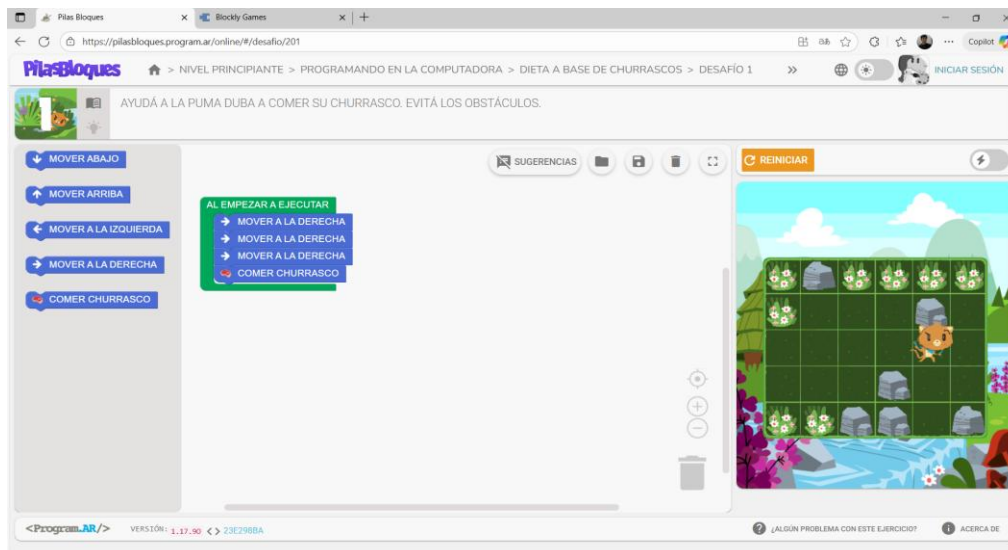 Pilas Bloques
Blockly Games
https://pilasbloques.program.ar/online/#/desafio/201
Copilot
PilasBloques
> NIVEL PRINCIPIANTE > PROGRAMANDO EN LA COMPUTADORA > DIETA A BASE DE CHURRASCOS > DESAFÍO 1
INICIAR SESIÓN
1
AYUDÁ A LA PUMA DUBA A COMER SU CHURRASCO. EVITÁ LOS OBSTÁCULOS.
MOVER ABAJO
MOVER ARRIBA
MOVER A LA IZQUIERDA
MOVER A LA DERECHA
COMER CHURRASCO
AL EMPEZAR A EJECUTAR
MOVER A LA DERECHA
MOVER A LA DERECHA
MOVER A LA DERECHA
COMER CHURRASCO
SUGERENCIAS
REINICIAR
<Program.AR/>
VERSIÓN: 1.17.90 <> 23E298BA
¿ALGÚN PROBLEMA CON ESTE EJERCICIO?
ACERCA DE